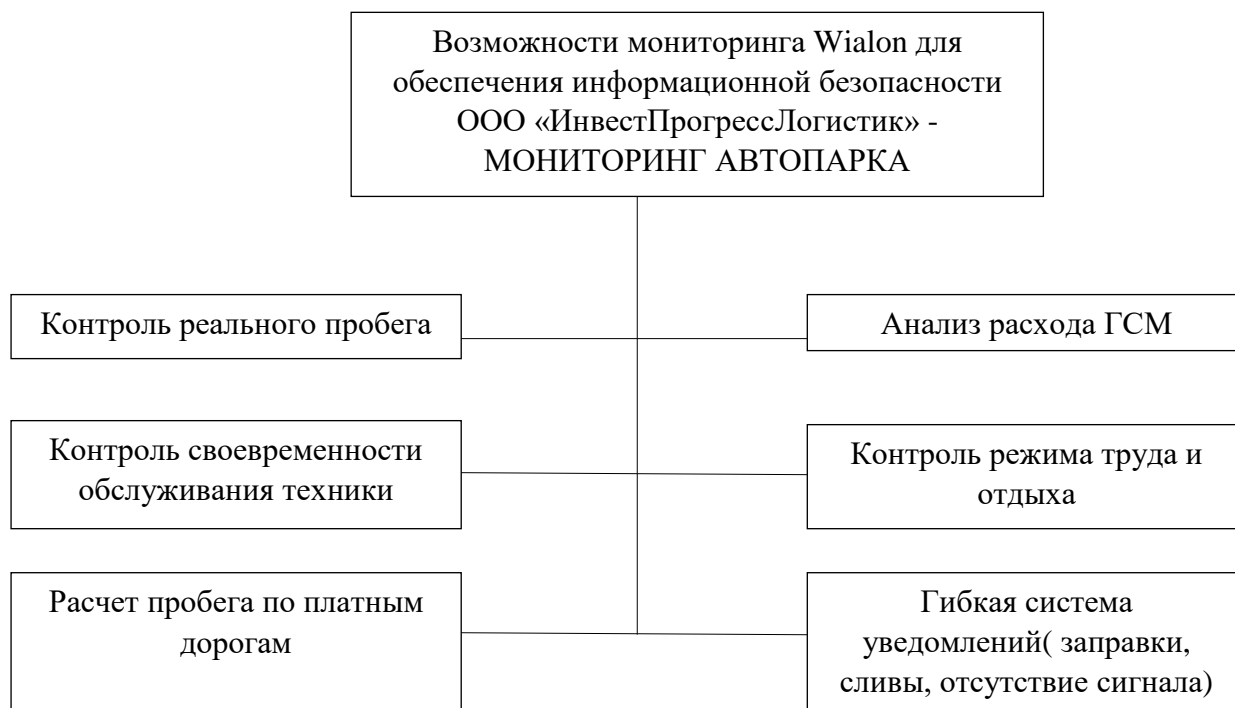 Возможности мониторинга Wialon для
обеспечения информационной безопасности
ООО «ИнвестПрогрессЛогистик» -
МОНИТОРИНГ АВТОПАРКА
Контроль реального пробега
Анализ расхода ГСМ
Контроль своевременности
обслуживания техники
Контроль режима труда и
отдыха
Расчет пробега по платным
дорогам
Гибкая система
уведомлений( заправки,
сливы, отсутствие сигнала)